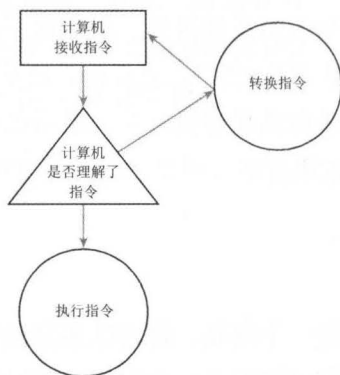 计算机
接收指令
转换指令
计算机
是否理解了
指令
执行指令